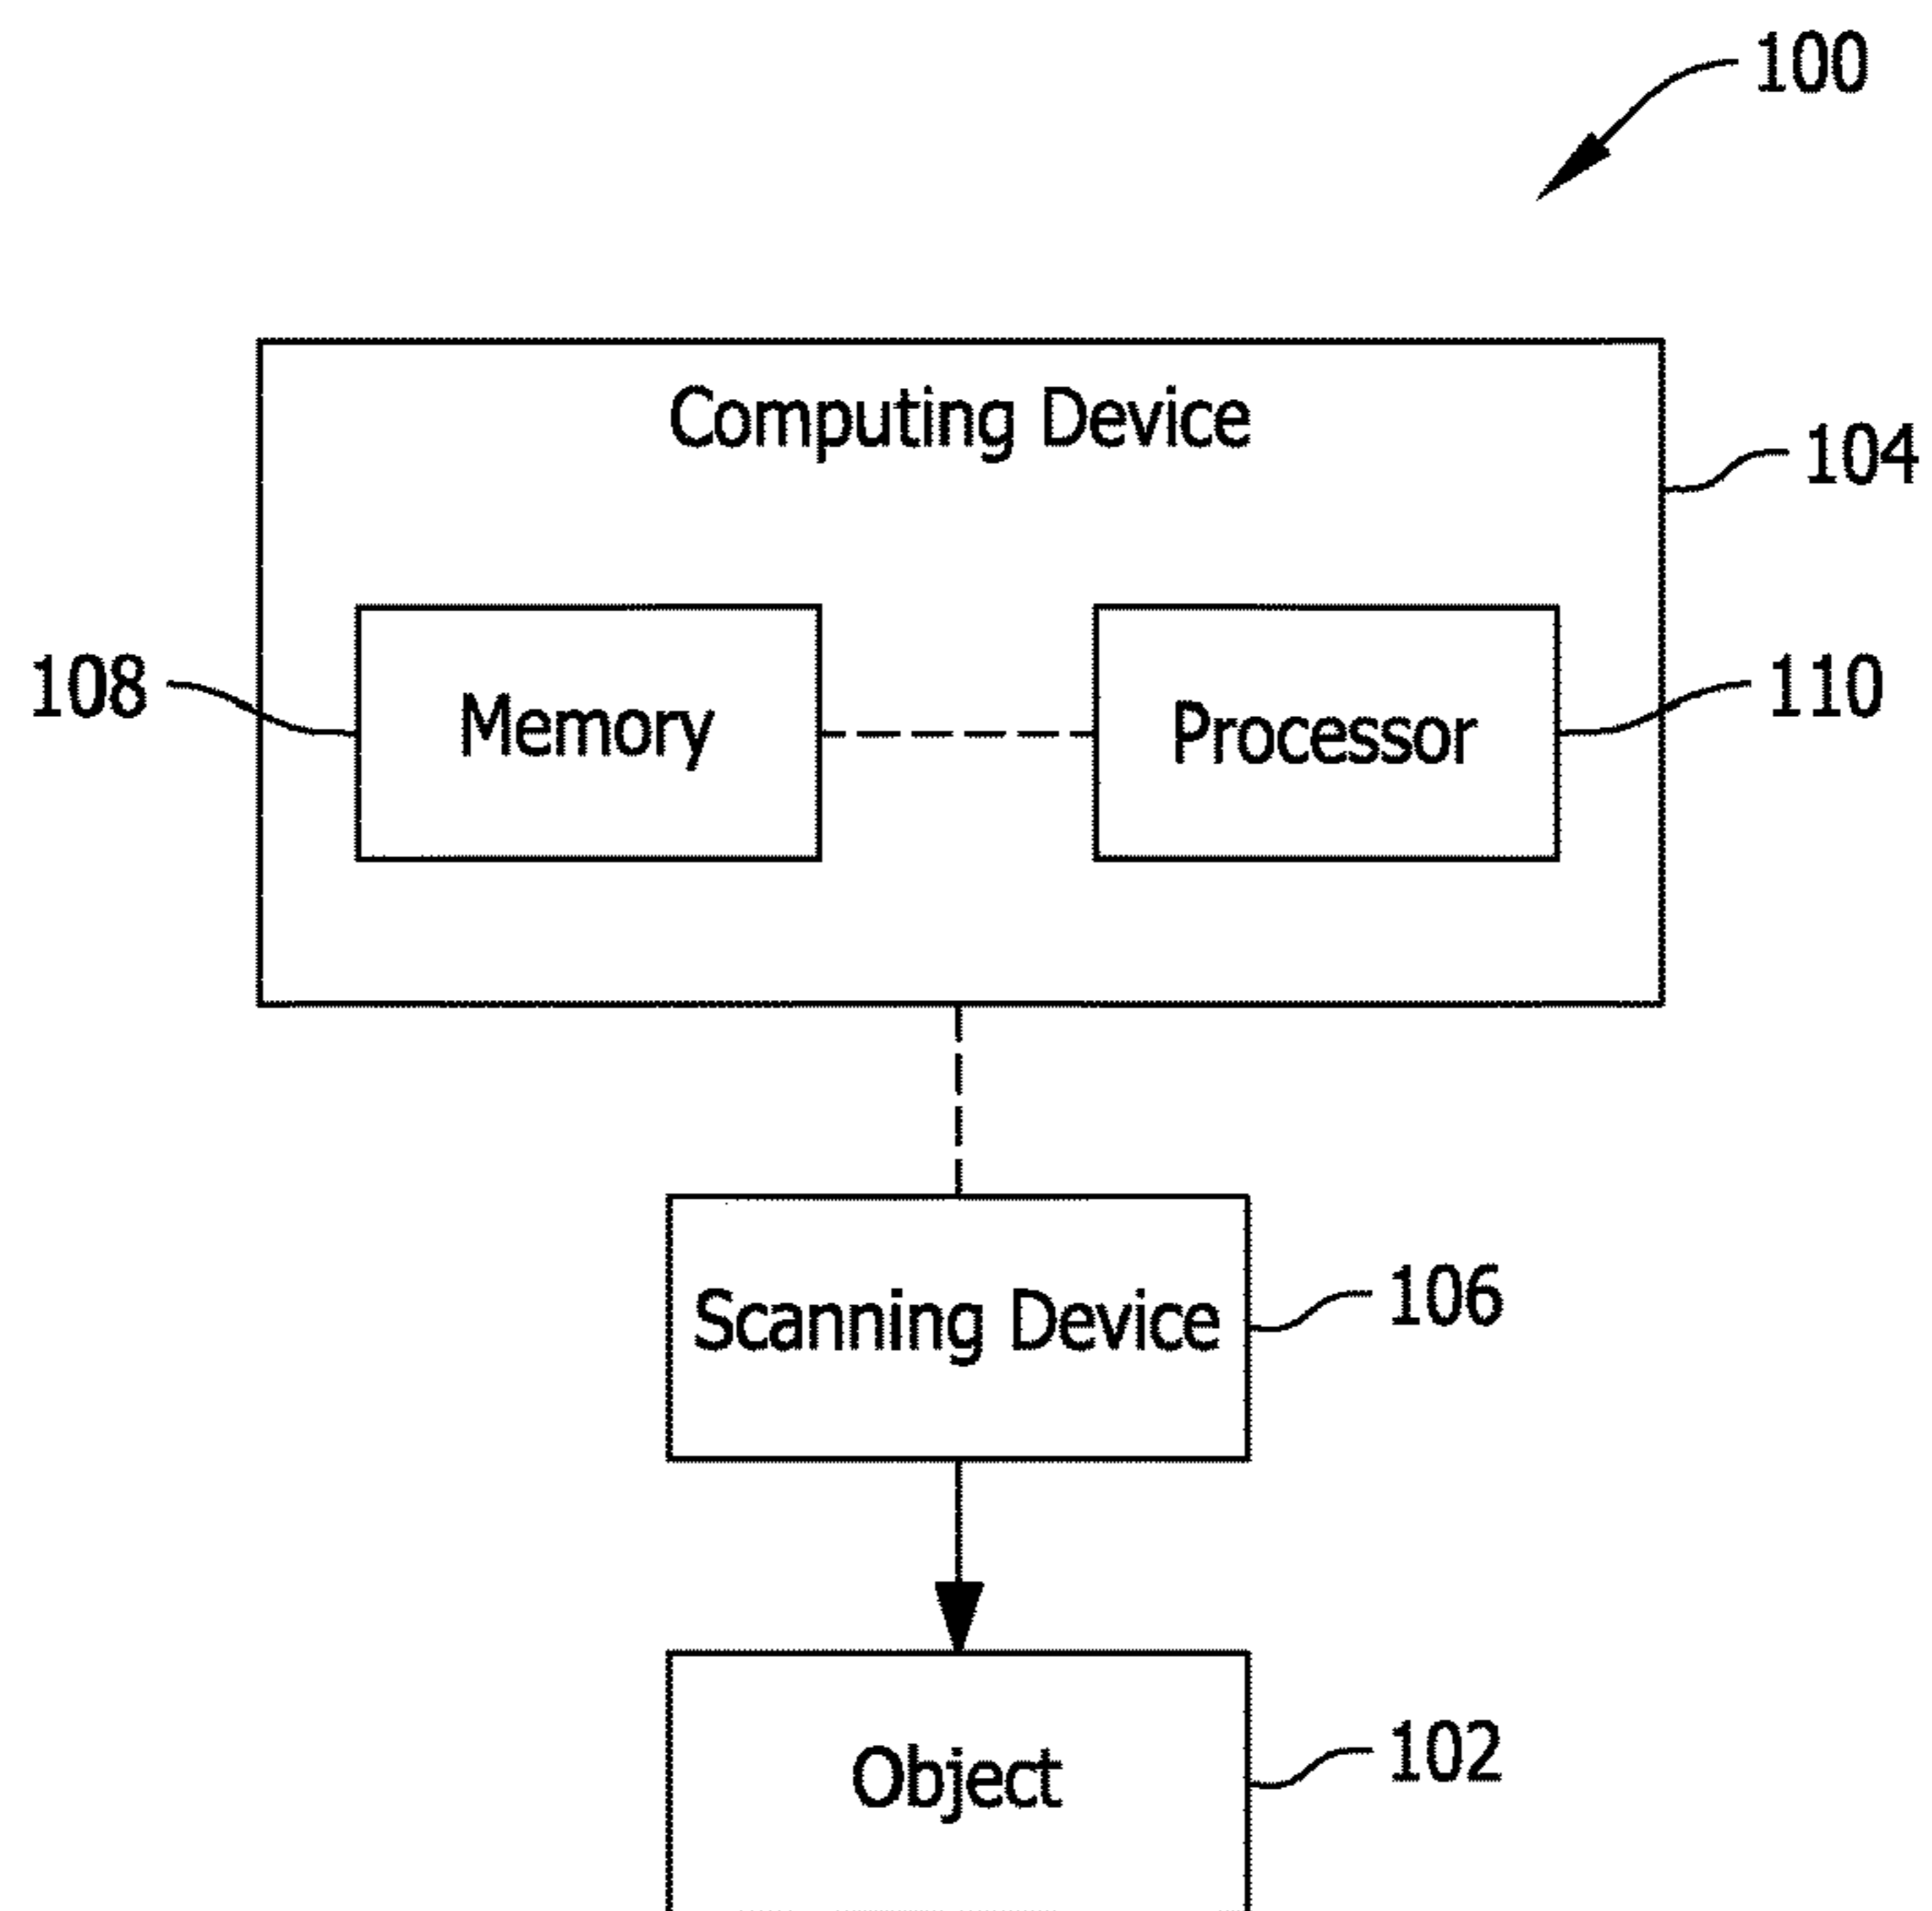 100
Computing Device
104
108
Memory
Processor
110
Scanning Device
106
Object
102